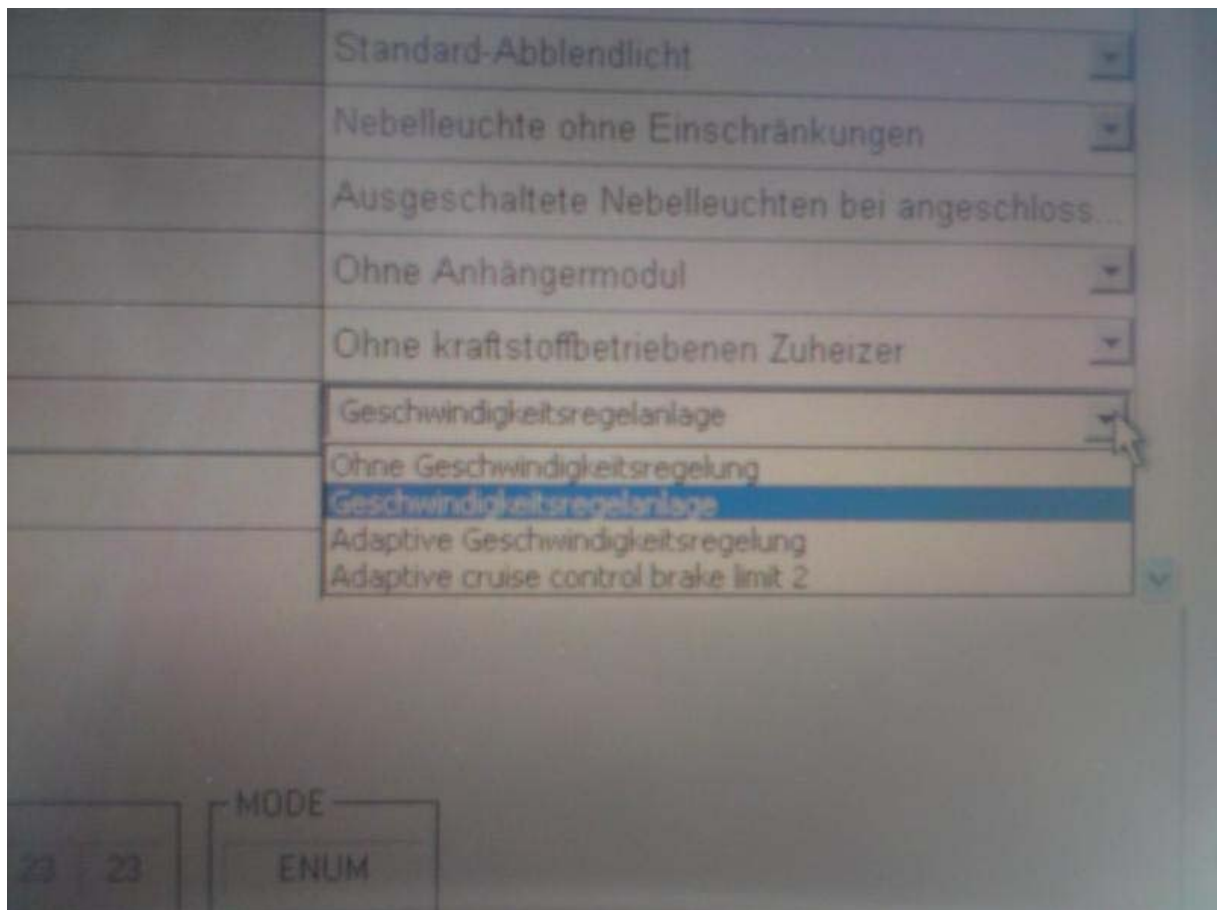 Standard-Abblendlicht
Nebelleuchte ohne Einschränkungen
Ausgeschaltete Nebelleuchten bei angeschloss...
Ohne Anhängermodul
Ohne kraftstoffbetriebenen Zuheizer
Geschwindigkeitsregelanlage
Ohne Geschwindigkeitsregelung
Geschwindigkeitsregelanlage
Adaptive Geschwindigkeitsregelung
Adaptive cruise control brake limit 2
MODE
23 23 ENUM